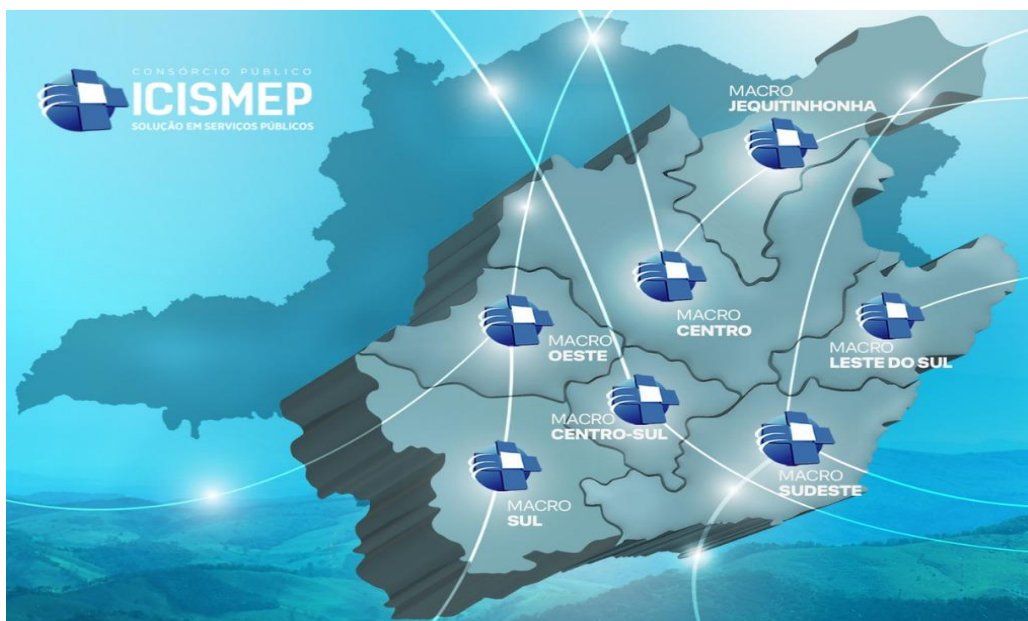 CONSÓRCIO PÚBLICO
ICISMEP
SOLUÇÃO EM SERVIÇOS PÚBLICOS
MACRO
JEQUITINHONHA
MACRO
CENTRO
MACRO
OESTE
MACRO
LESTE DO SUL
MACRO
CENTRO-SUL
MACRO
SUDESTE
MACRO
SUL